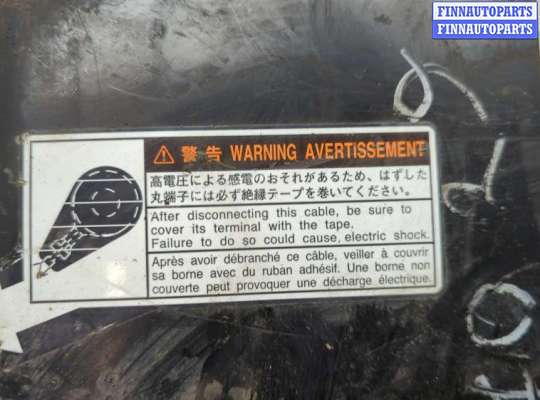 FINNAUTOPARTS
FINNAUTOPARTS
⚠ 警告 WARNING AVERTISSEMENT
高電圧による感電のおそれがあるため、はずした
丸端子には必ず絶縁テープを巻いてください。
After disconnecting this cable, be sure to
cover its terminal with the tape.
Failure to do so could cause electric shock.
Après avoir débranché ce câble, veiller à couvrir
sa borne avec du ruban adhésif. Une borne non
couverte peut provoquer une décharge électrique.